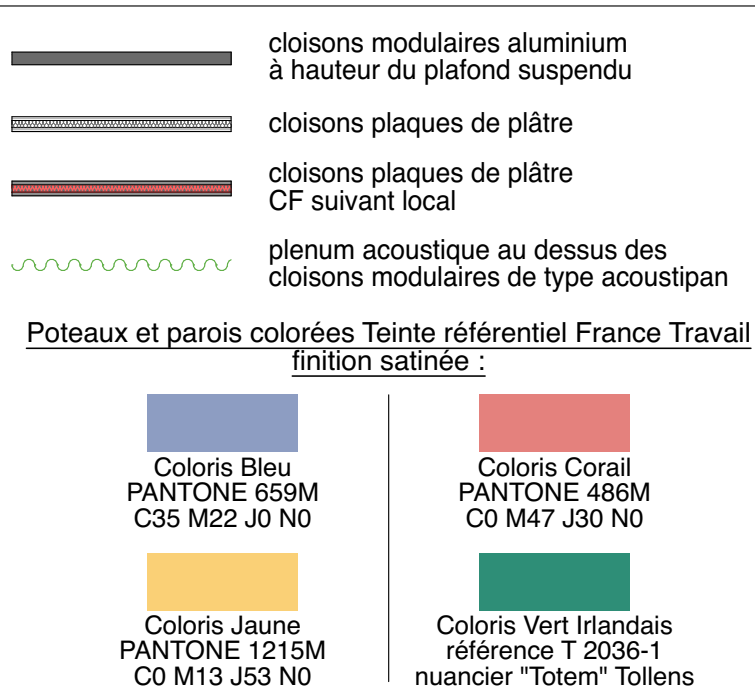 cloisons modulaires aluminium
à hauteur du plafond suspendu
cloisons plaques de plâtre
cloisons plaques de plâtre
CF suivant local
plenum acoustique au dessus des
cloisons modulaires de type acoustipan
Poteaux et parois colorées Teinte référentiel France Travail
finition satinée :
Coloris Bleu
PANTONE 659M
C35 M22 J0 N0
Coloris Corail
PANTONE 486M
C0 M47 J30 N0
Coloris Jaune
PANTONE 1215M
C0 M13 J53 N0
Coloris Vert Irlandais
référence T 2036-1
nuancier "Totem" Tollens